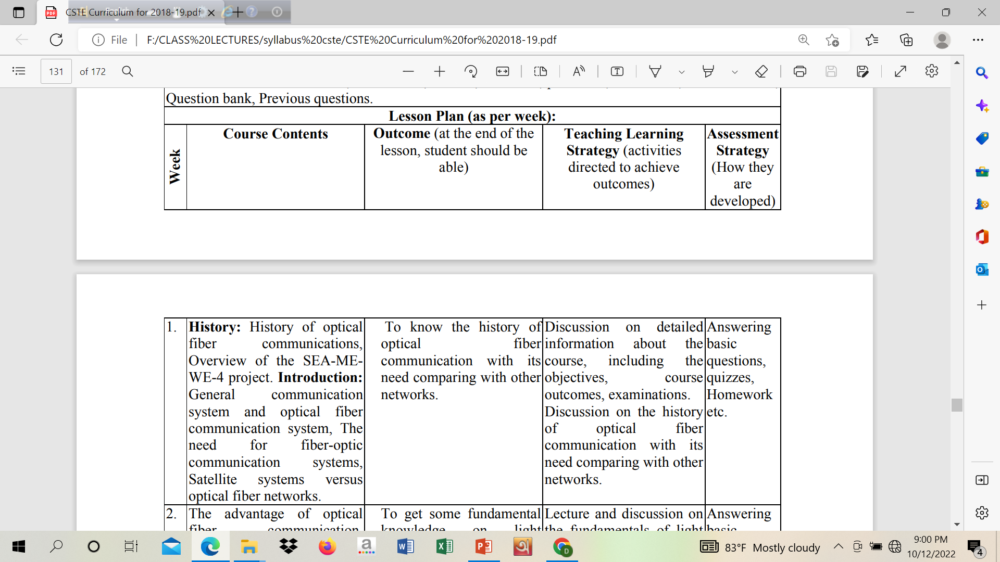 CSTE Curriculum for 2018-19.pdf
File
F:/CLASS%20LECTURES/syllabus%20cste/CSTE%20Curriculum%20for%202018-19.pdf
131 of 172
Question bank, Previous questions.
Lesson Plan (as per week):
Week
Course Contents
Outcome (at the end of the
lesson, student should be
able)
Teaching Learning
Strategy (activities
directed to achieve
outcomes)
Assessment
Strategy
(How they
are
developed)
1.
History: History of optical
fiber communications,
Overview of the SEA-ME-
WE-4 project. Introduction:
General communication
system and optical fiber
communication system, The
need for fiber-optic
communication systems,
Satellite systems versus
optical fiber networks.
To know the history of
optical fiber
communication with its
need comparing with other
networks.
Discussion on detailed
information about the
course, including the
objectives, course
outcomes, examinations.
Discussion on the history
of optical fiber
communication with its
need comparing with other
networks.
Answering
basic
questions,
quizzes,
Homework
etc.
2.
The advantage of optical
fiber communication
To get some fundamental
knowledge on light
Lecture and discussion on
the fundamentals of light
Answering
basic
83°F Mostly cloudy
9:00 PM
10/12/2022
4